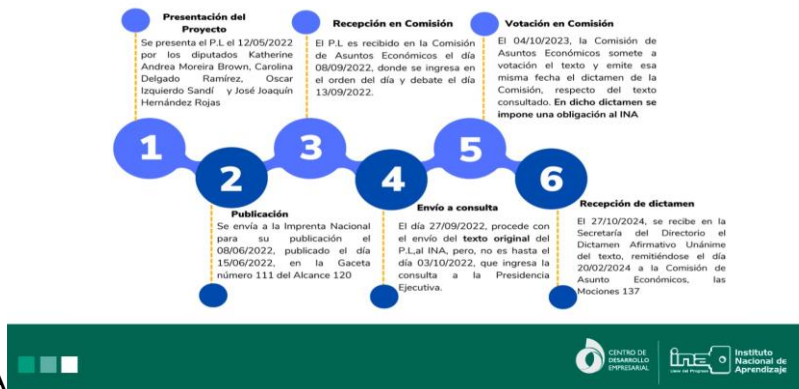 Presentación del
Proyecto
Se presenta el P.L el 12/05/2022
por los diputados Katherine
Andrea Moreira Brown, Carolina
Delgado Ramírez, Oscar
Izquierdo Sandí y José Joaquín
Hernández Rojas
Recepción en Comisión
El P.L es recibido en la Comisión
de Asuntos Económicos el día
08/09/2022, donde se ingresa en
el orden del día y debate el día
13/09/2022.
Votación en Comisión
El 04/10/2023, la Comisión de
Asuntos Económicos somete a
votación el texto y emite esa
misma fecha el dictamen de la
Comisión, respecto del texto
consultado. En dicho dictamen se
impone una obligación al INA
1
2
3
4
5
6
Publicación
Se envía a la Imprenta Nacional
para su publicación el
08/06/2022, publicado el día
15/06/2022, en la Gaceta
número 111 del Alcance 120
Envío a consulta
El día 27/09/2022, procede con
el envío del texto original del
P.L,al INA, pero, no es hasta el
día 03/10/2022, que ingresa la
consulta a la Presidencia
Ejecutiva.
Recepción de dictamen
El 27/10/2024, se recibe en la
Secretaría del Directorio el
Dictamen Afirmativo Unánime
del texto, remitiéndose el día
20/02/2024 a la Comisión de
Asunto Económicos, las
Mociones 137
CENTRO DE
DESARROLLO
EMPRESARIAL
ina
Llave del Progreso
Instituto
Nacional de
Aprendizaje